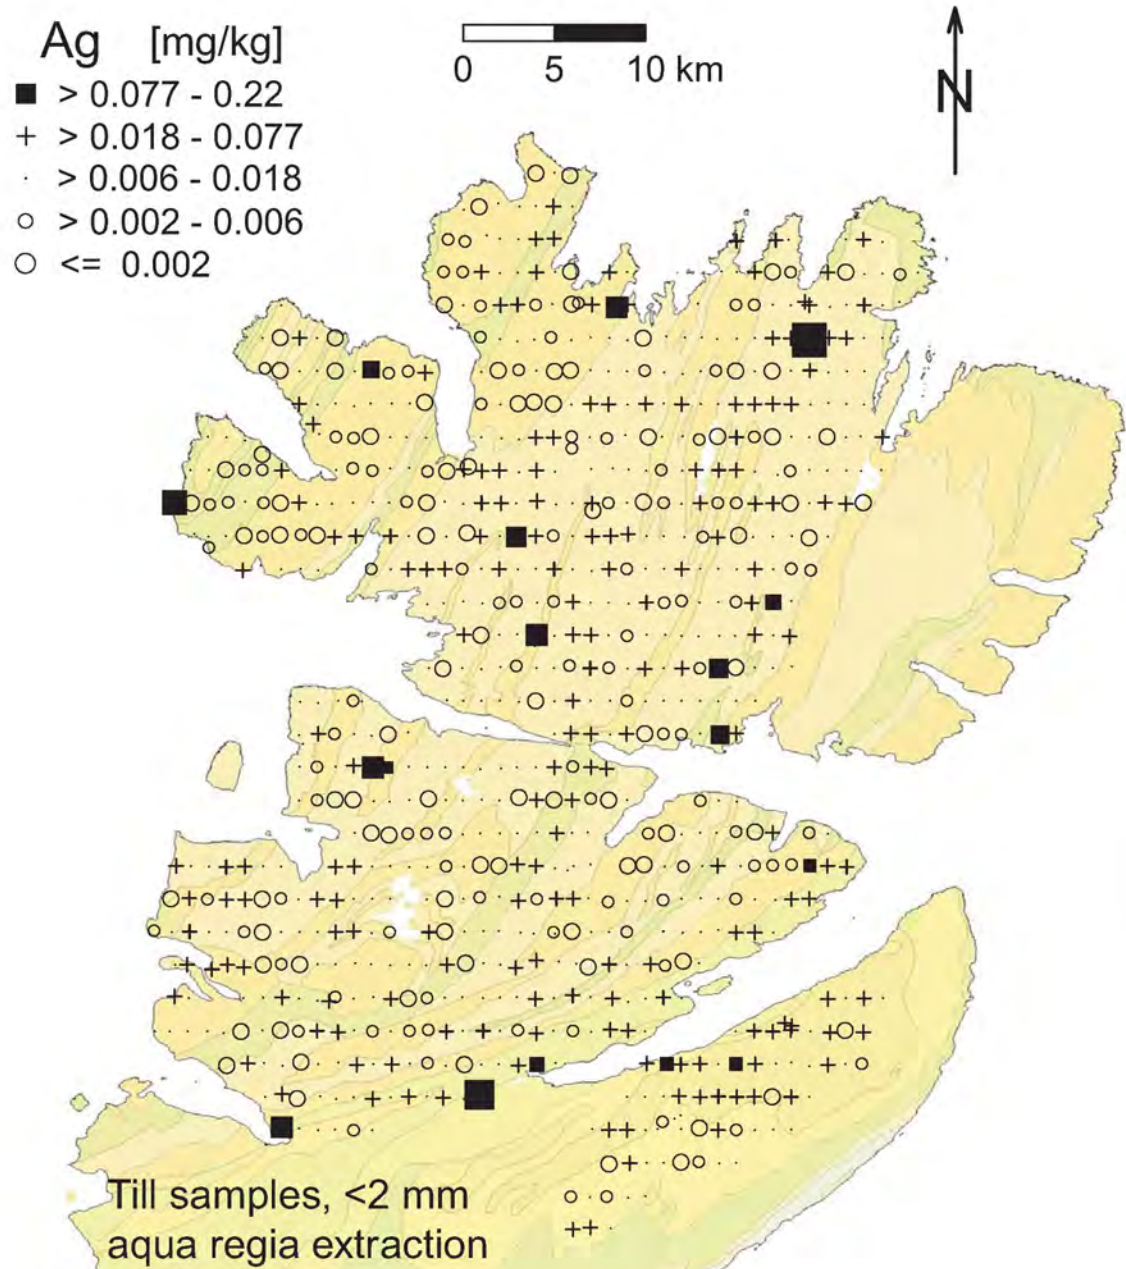 Ag [mg/kg]
> 0.077 - 0.22
> 0.018 - 0.077
> 0.006 - 0.018
> 0.002 - 0.006
<= 0.002
0 5 10 km
N
Till samples, <2 mm
aqua regia extraction